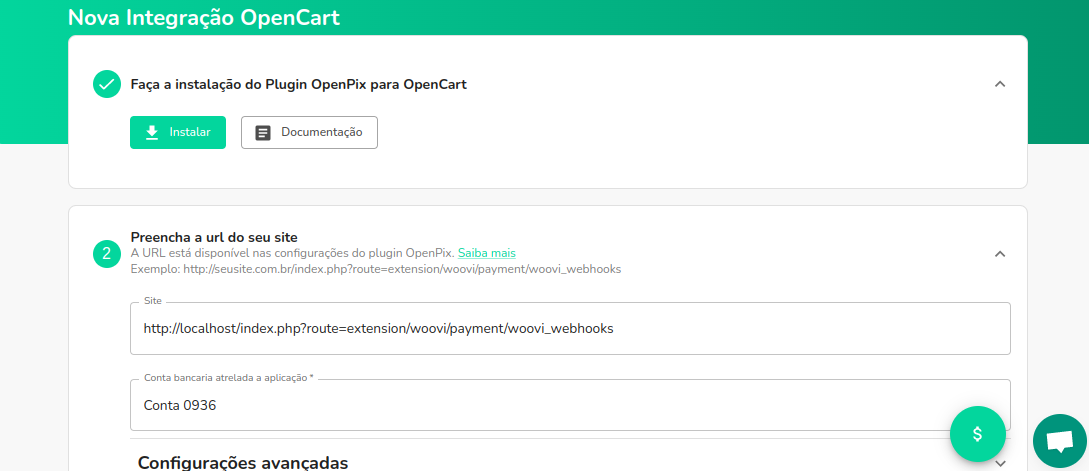 Nova Integração OpenCart
Faça a instalação do Plugin OpenPix para OpenCart
Instalar
Documentação
2
Preencha a url do seu site
A URL está disponível nas configurações do plugin OpenPix. Saiba mais
Exemplo: http://seusite.com.br/index.php?route=extension/woovi/payment/woovi_webhooks
Site
http://localhost/index.php?route=extension/woovi/payment/woovi_webhooks
Conta bancaria atrelada a aplicação *
Conta 0936
$
Configurações avançadas